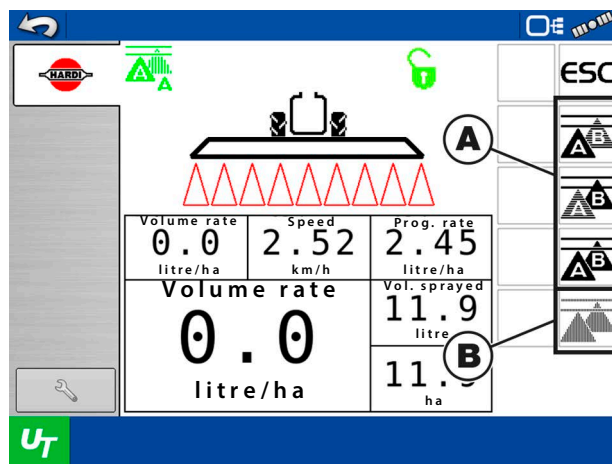 HARDI
A
ESC
A
A B
Volume rate Speed Prog. rate
0.0 2.52 2.45
litre/ha km/h litre/ha
A B
Volume rate Vol. sprayed
11.9
0.0 litre
A B
litre/ha B
ha
UT